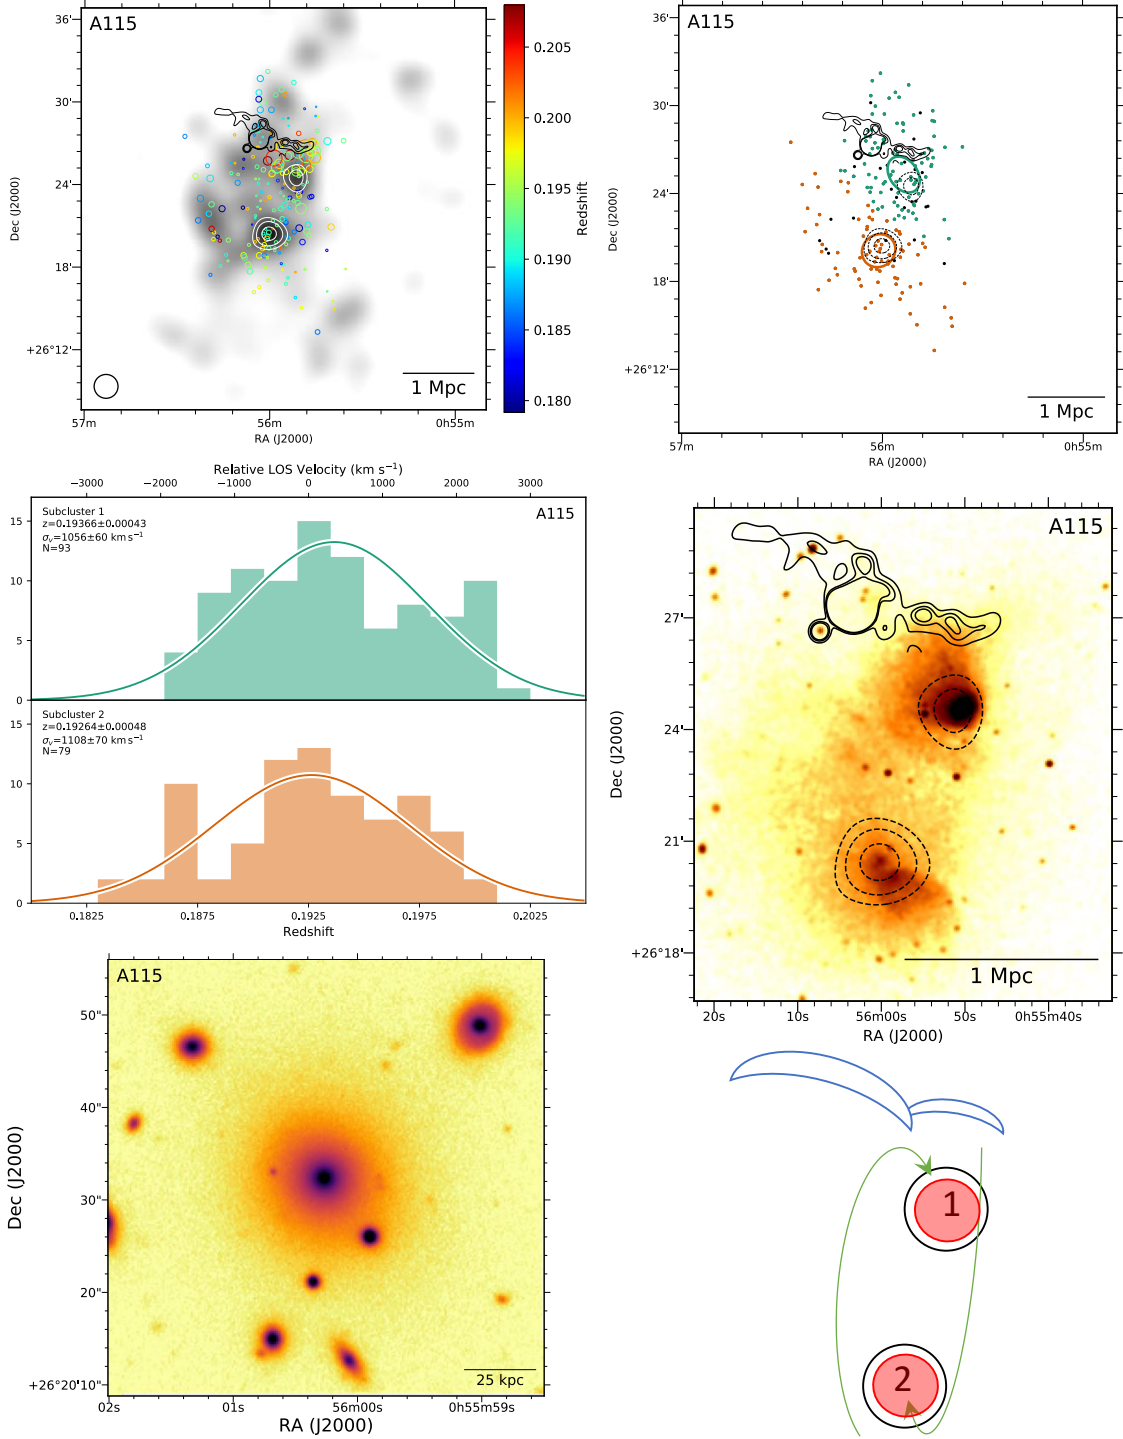 A115
36'
30'
24'
18'
+26°12'
Dec (J2000)
57m
56m
0h55m
RA (J2000)
1 Mpc
0.205
0.200
0.195
0.190
0.185
0.180
Redshift
A115
36'
30'
24'
18'
+26°12'
Dec (J2000)
57m
56m
0h55m
RA (J2000)
1 Mpc
Relative LOS Velocity (km s⁻¹)
−3000 −2000 −1000 0 1000 2000 3000
Subcluster 1
z=0.19366±0.00043
σᵥ=1056±60 km s⁻¹
N=93
A115
15
10
5
0
Subcluster 2
z=0.19264±0.00048
σᵥ=1108±70 km s⁻¹
N=79
15
10
5
0
0.1825 0.1875 0.1925 0.1975 0.2025
Redshift
A115
27'
24'
21'
+26°18'
Dec (J2000)
1 Mpc
20s 10s 56m00s 50s 0h55m40s
RA (J2000)
A115
50"
40"
30"
20"
+26°20'10"
Dec (J2000)
25 kpc
02s 01s 56m00s 0h55m59s
RA (J2000)
1
2